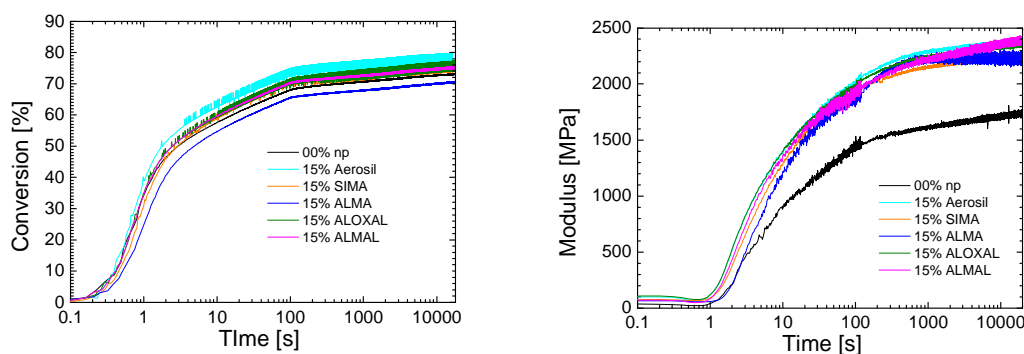 90
80
70
60
50
40
30
20
10
0
Conversion [%]
00% np
15% Aerosil
15% SIMA
15% ALMA
15% ALOXAL
15% ALMAL
0.1 1 10 100 1000 10000
TIme [s]
2500
2000
1500
1000
500
0
Modulus [MPa]
00% np
15% Aerosil
15% SIMA
15% ALMA
15% ALOXAL
15% ALMAL
0.1 1 10 100 1000 10000
Time [s]